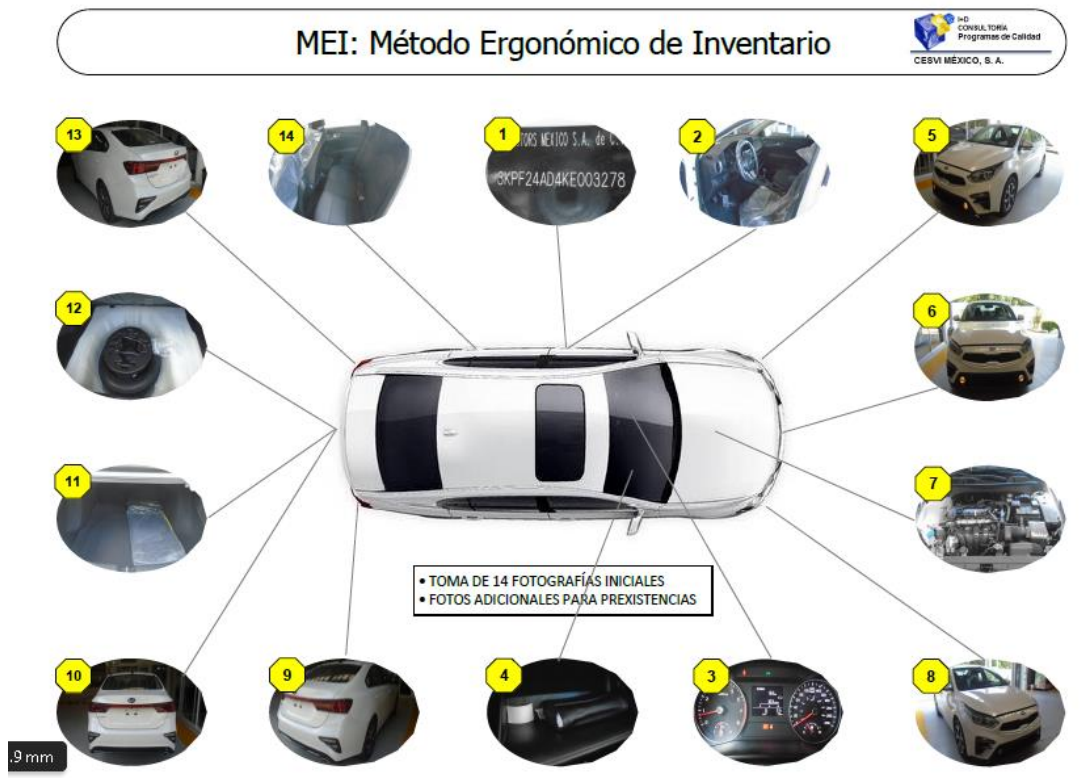 MEI: Método Ergonómico de Inventario
I+D
CONSULTORÍA
Programas de Calidad
CESVI MÉXICO, S. A.
13
14
1
2
5
MOTORS MEXICO S.A. de C.
3KPF24AD4KE003278
12
6
11
7
• TOMA DE 14 FOTOGRAFÍAS INICIALES
• FOTOS ADICIONALES PARA PREXISTENCIAS
10
9
4
3
8
.9 mm